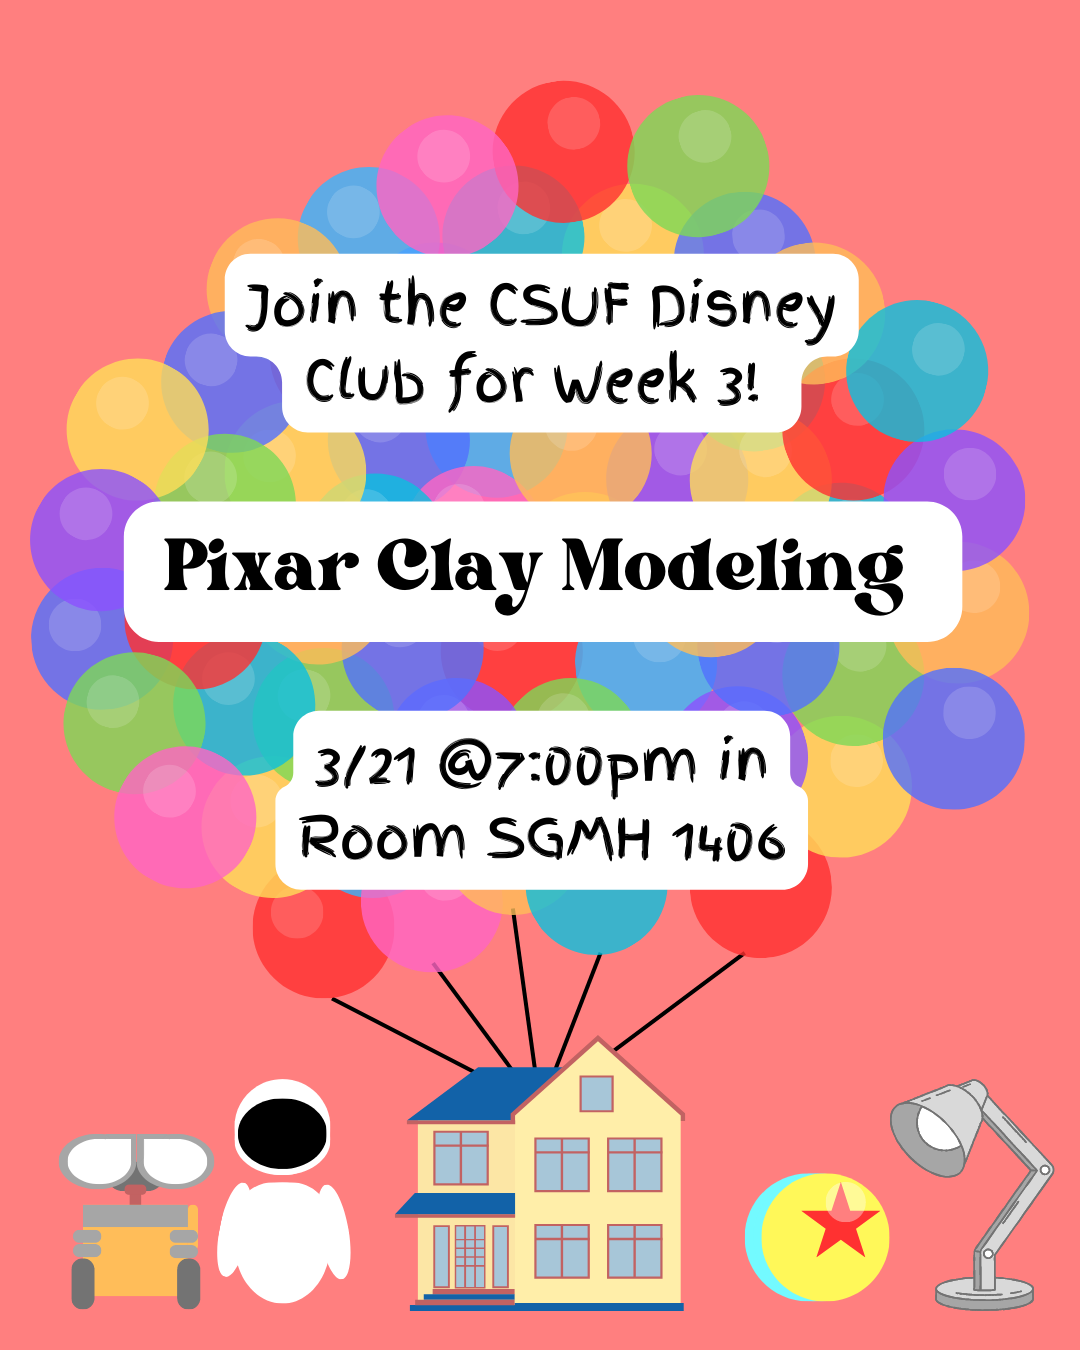 Join the CSUF Disney
Club for Week 3!
Pixar Clay Modeling
3/21 @7:00pm in
Room SGMH 1406